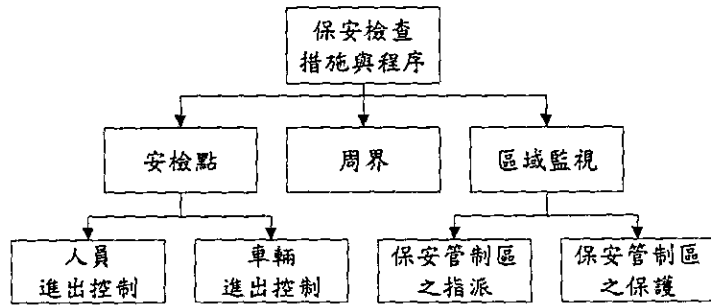 保安檢查
措施與程序
安檢點
周界
區域監視
人員
進出控制
車輛
進出控制
保安管制區
之指派
保安管制區
之保護